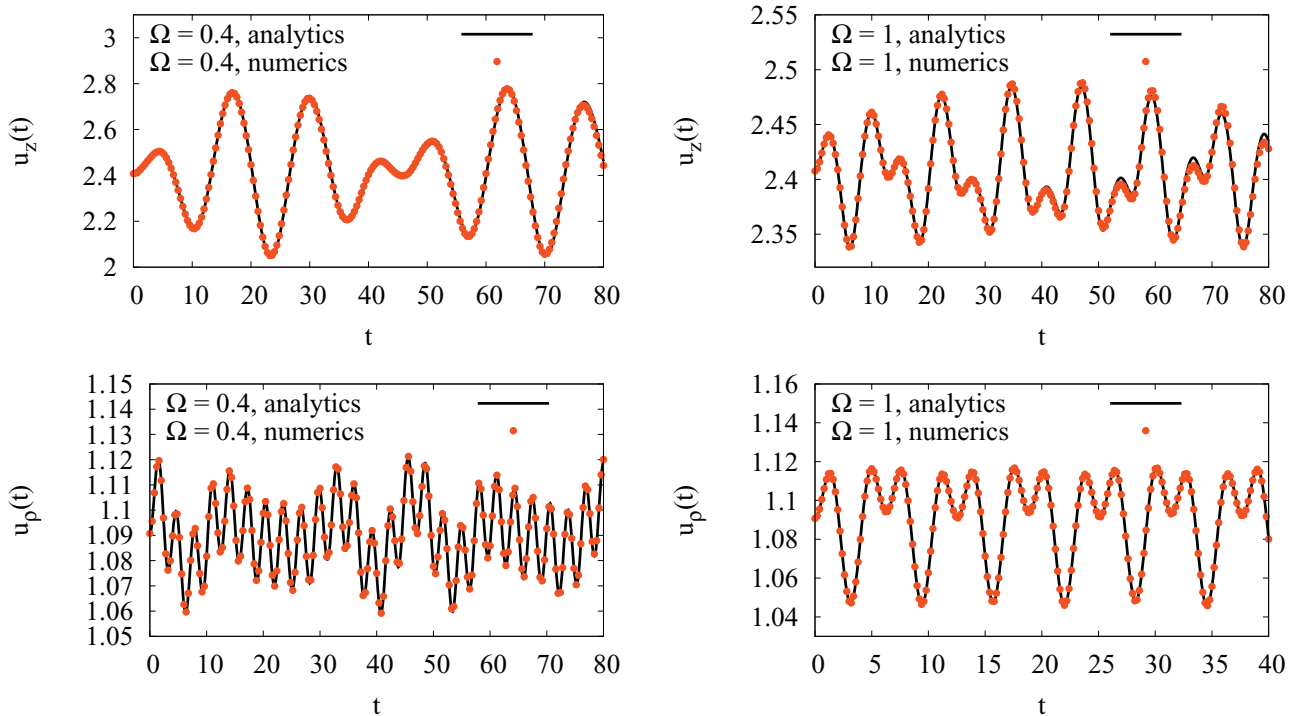 Ω = 0.4, analytics
Ω = 0.4, numerics
u_z(t)
3
2.8
2.6
2.4
2.2
2
0 10 20 30 40 50 60 70 80
t
Ω = 1, analytics
Ω = 1, numerics
u_z(t)
2.55
2.5
2.45
2.4
2.35
0 10 20 30 40 50 60 70 80
t
Ω = 0.4, analytics
Ω = 0.4, numerics
u_ρ(t)
1.15
1.14
1.13
1.12
1.11
1.10
1.09
1.08
1.07
1.06
1.05
0 10 20 30 40 50 60 70 80
t
Ω = 1, analytics
Ω = 1, numerics
u_ρ(t)
1.16
1.14
1.12
1.10
1.08
1.06
1.04
0 5 10 15 20 25 30 35 40
t